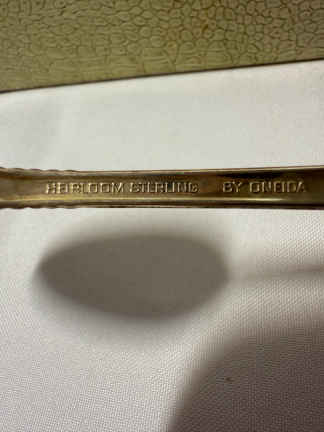 HEIRLOOM STERLING BY ONEIDA